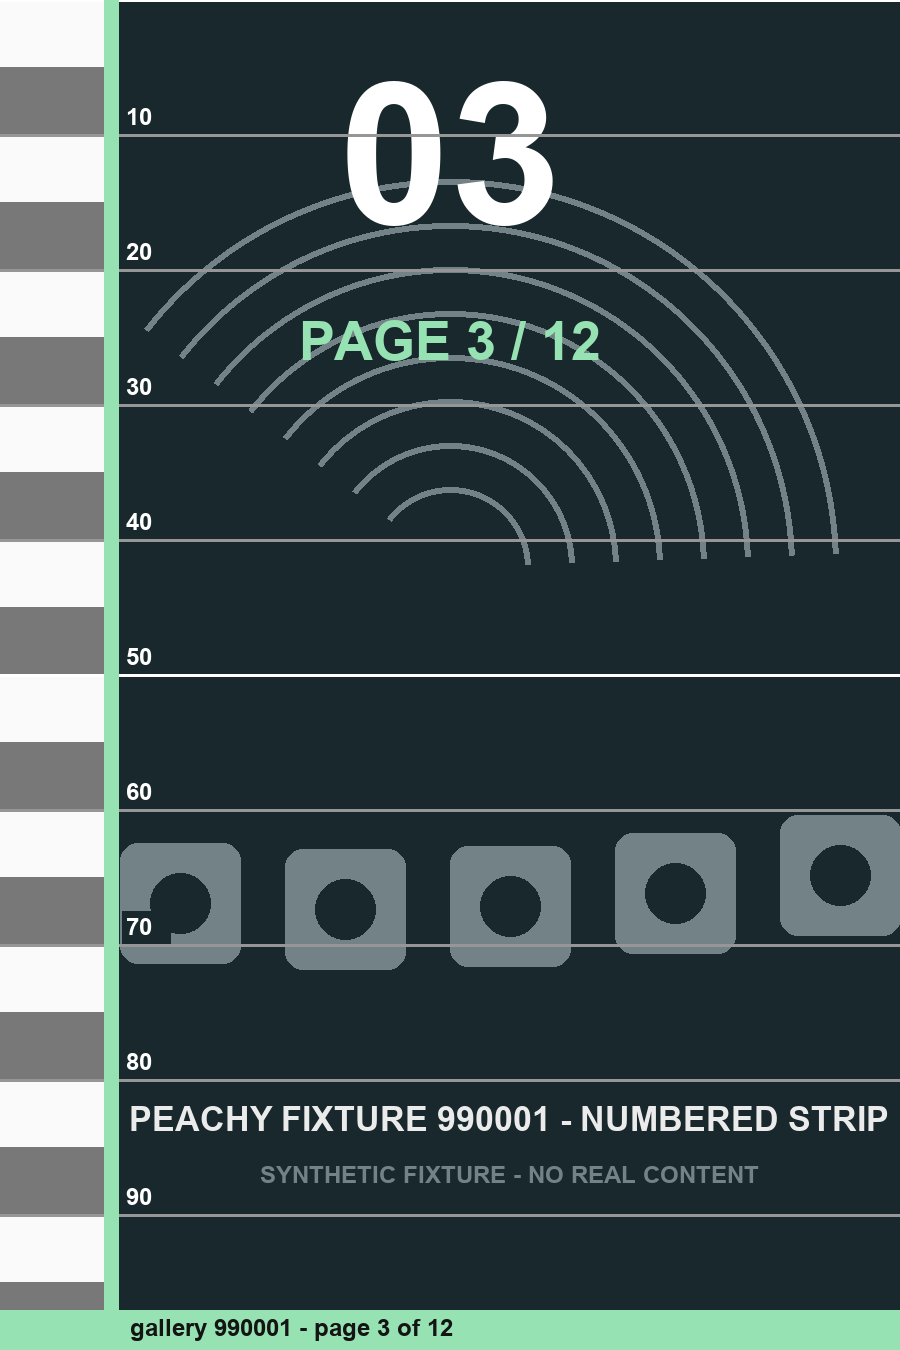 03
10
20
PAGE 3 / 12
30
40
50
60
70
80
PEACHY FIXTURE 990001 - NUMBERED STRIP
SYNTHETIC FIXTURE - NO REAL CONTENT
90
gallery 990001 - page 3 of 12